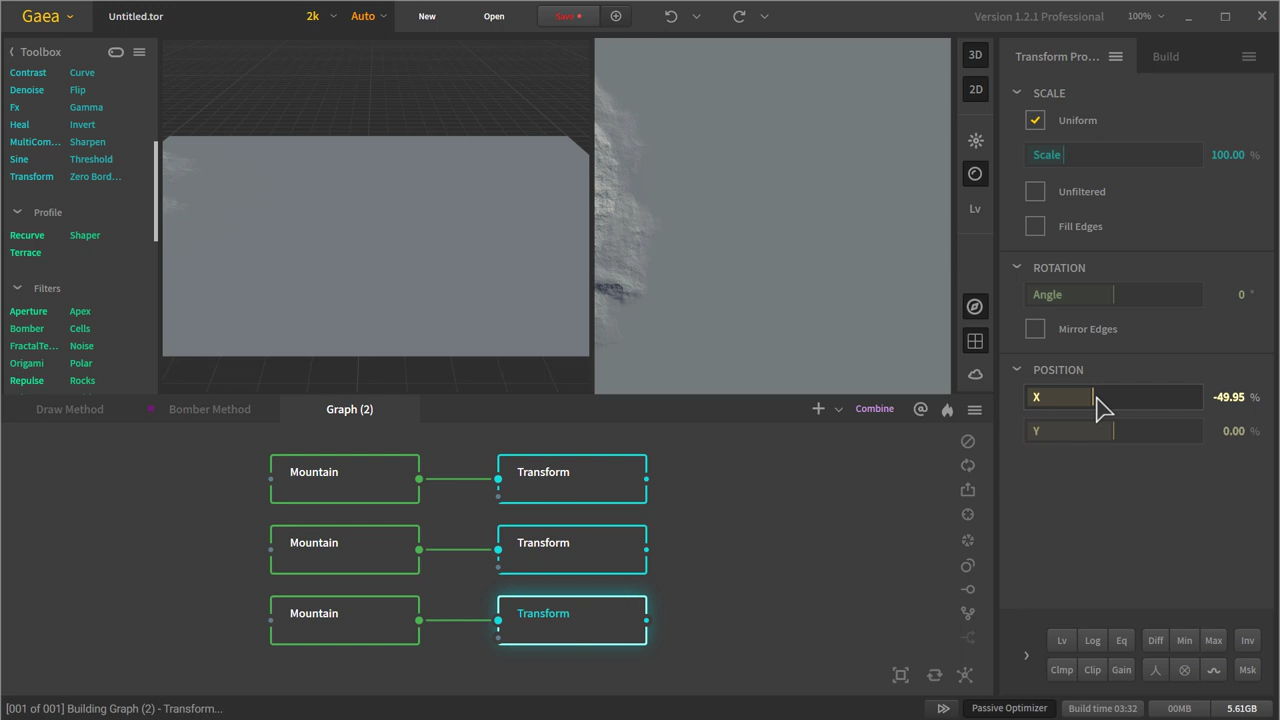 Gaea
Untitled.tor
2k
Auto
New
Open
Save
Version 1.2.1 Professional
100%
Toolbox
Contrast Curve
Denoise Flip
Fx Gamma
Heal Invert
MultiCom... Sharpen
Sine Threshold
Transform Zero Bord...
Profile
Recurve Shaper
Terrace
Filters
Aperture Apex
Bomber Cells
FractalTe... Noise
Origami Polar
Repulse Rocks
3D
2D
Lv
Transform Pro...
Build
SCALE
Uniform
Scale 100.00 %
Unfiltered
Fill Edges
ROTATION
Angle 0 °
Mirror Edges
POSITION
X -49.95 %
Y 0.00 %
Draw Method
Bomber Method
Graph (2)
Combine
Mountain Transform
Mountain Transform
Mountain Transform
Lv Log Eq Diff Min Max Inv
Clmp Clip Gain Msk
[001 of 001] Building Graph (2) - Transform...
Passive Optimizer
Build time 03:32
00MB
5.61GB